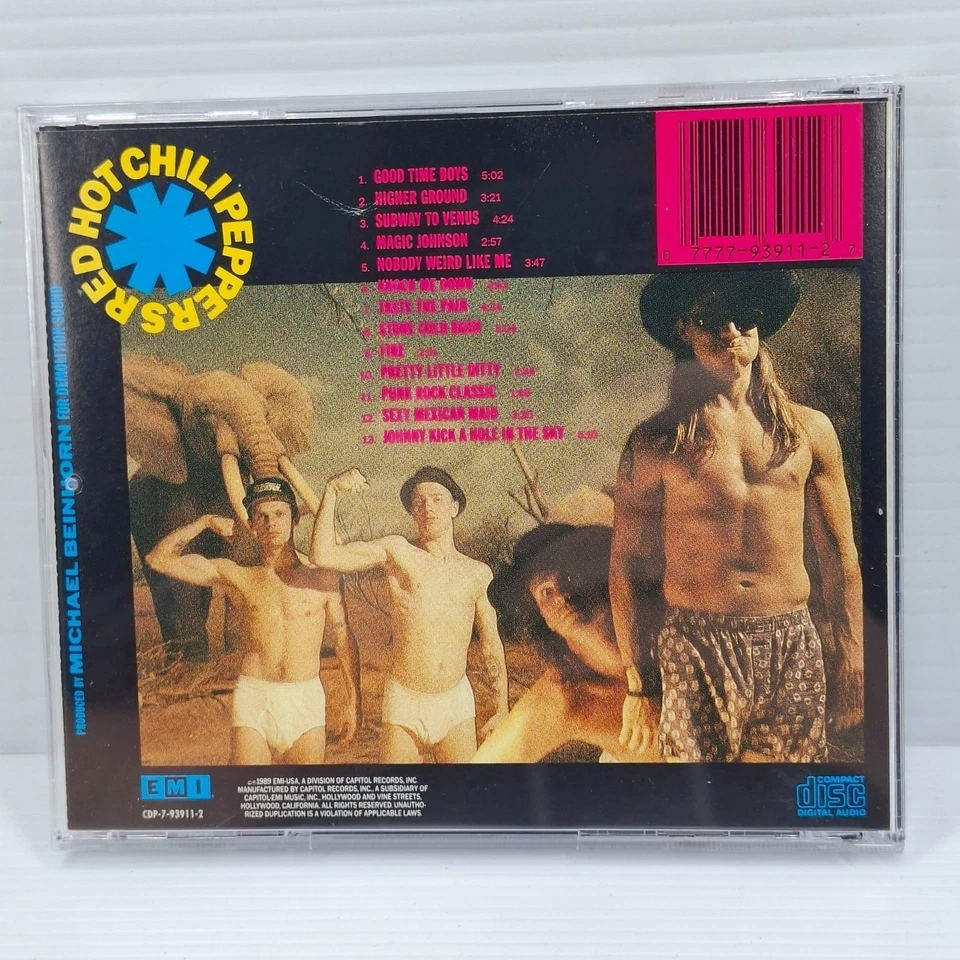 RED HOT CHILI PEPPERS
1. GOOD TIME BOYS 5:02
2. HIGHER GROUND 3:21
3. SUBWAY TO VENUS 4:24
4. MAGIC JOHNSON 2:57
5. NOBODY WEIRD LIKE ME 3:47
6. KNOCK ME DOWN
7. TASTE THE PAIN
8. STONE COLD BUSH
9. FIRE
10. PRETTY LITTLE DITTY
11. PUNK ROCK CLASSIC
12. SEXY MEXICAN MAID
13. JOHNNY KICK A HOLE IN THE SKY
0 7777-93911-2 7
PRODUCED BY MICHAEL BEINHORN FOR DEMOLITION SOUND
EMI
CDP-7-93911-2
©℗1989 EMI-USA, A DIVISION OF CAPITOL RECORDS, INC.
MANUFACTURED BY CAPITOL RECORDS, INC., A SUBSIDIARY OF
CAPITOL-EMI MUSIC, INC., HOLLYWOOD AND VINE STREETS,
HOLLYWOOD, CALIFORNIA. ALL RIGHTS RESERVED. UNAUTHO-
RIZED DUPLICATION IS A VIOLATION OF APPLICABLE LAWS.
COMPACT
disc
DIGITAL AUDIO